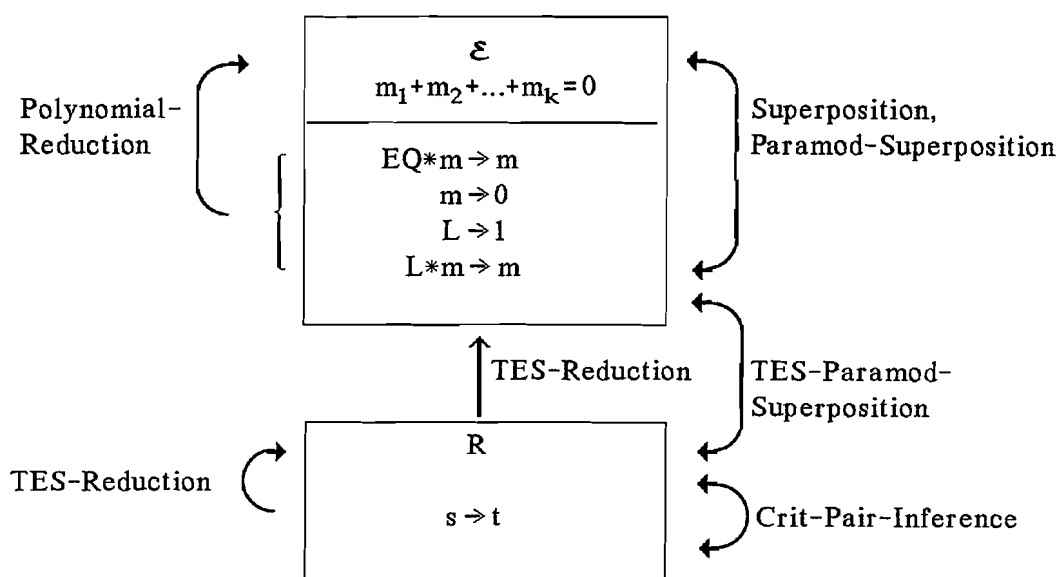 ε
m₁+m₂+...+mₖ=0
Polynomial-
Reduction
Superposition,
Paramod-Superposition
EQ*m → m
m → 0
L → 1
L*m → m
TES-Reduction
TES-Paramod-
Superposition
R
TES-Reduction
s → t
Crit-Pair-Inference